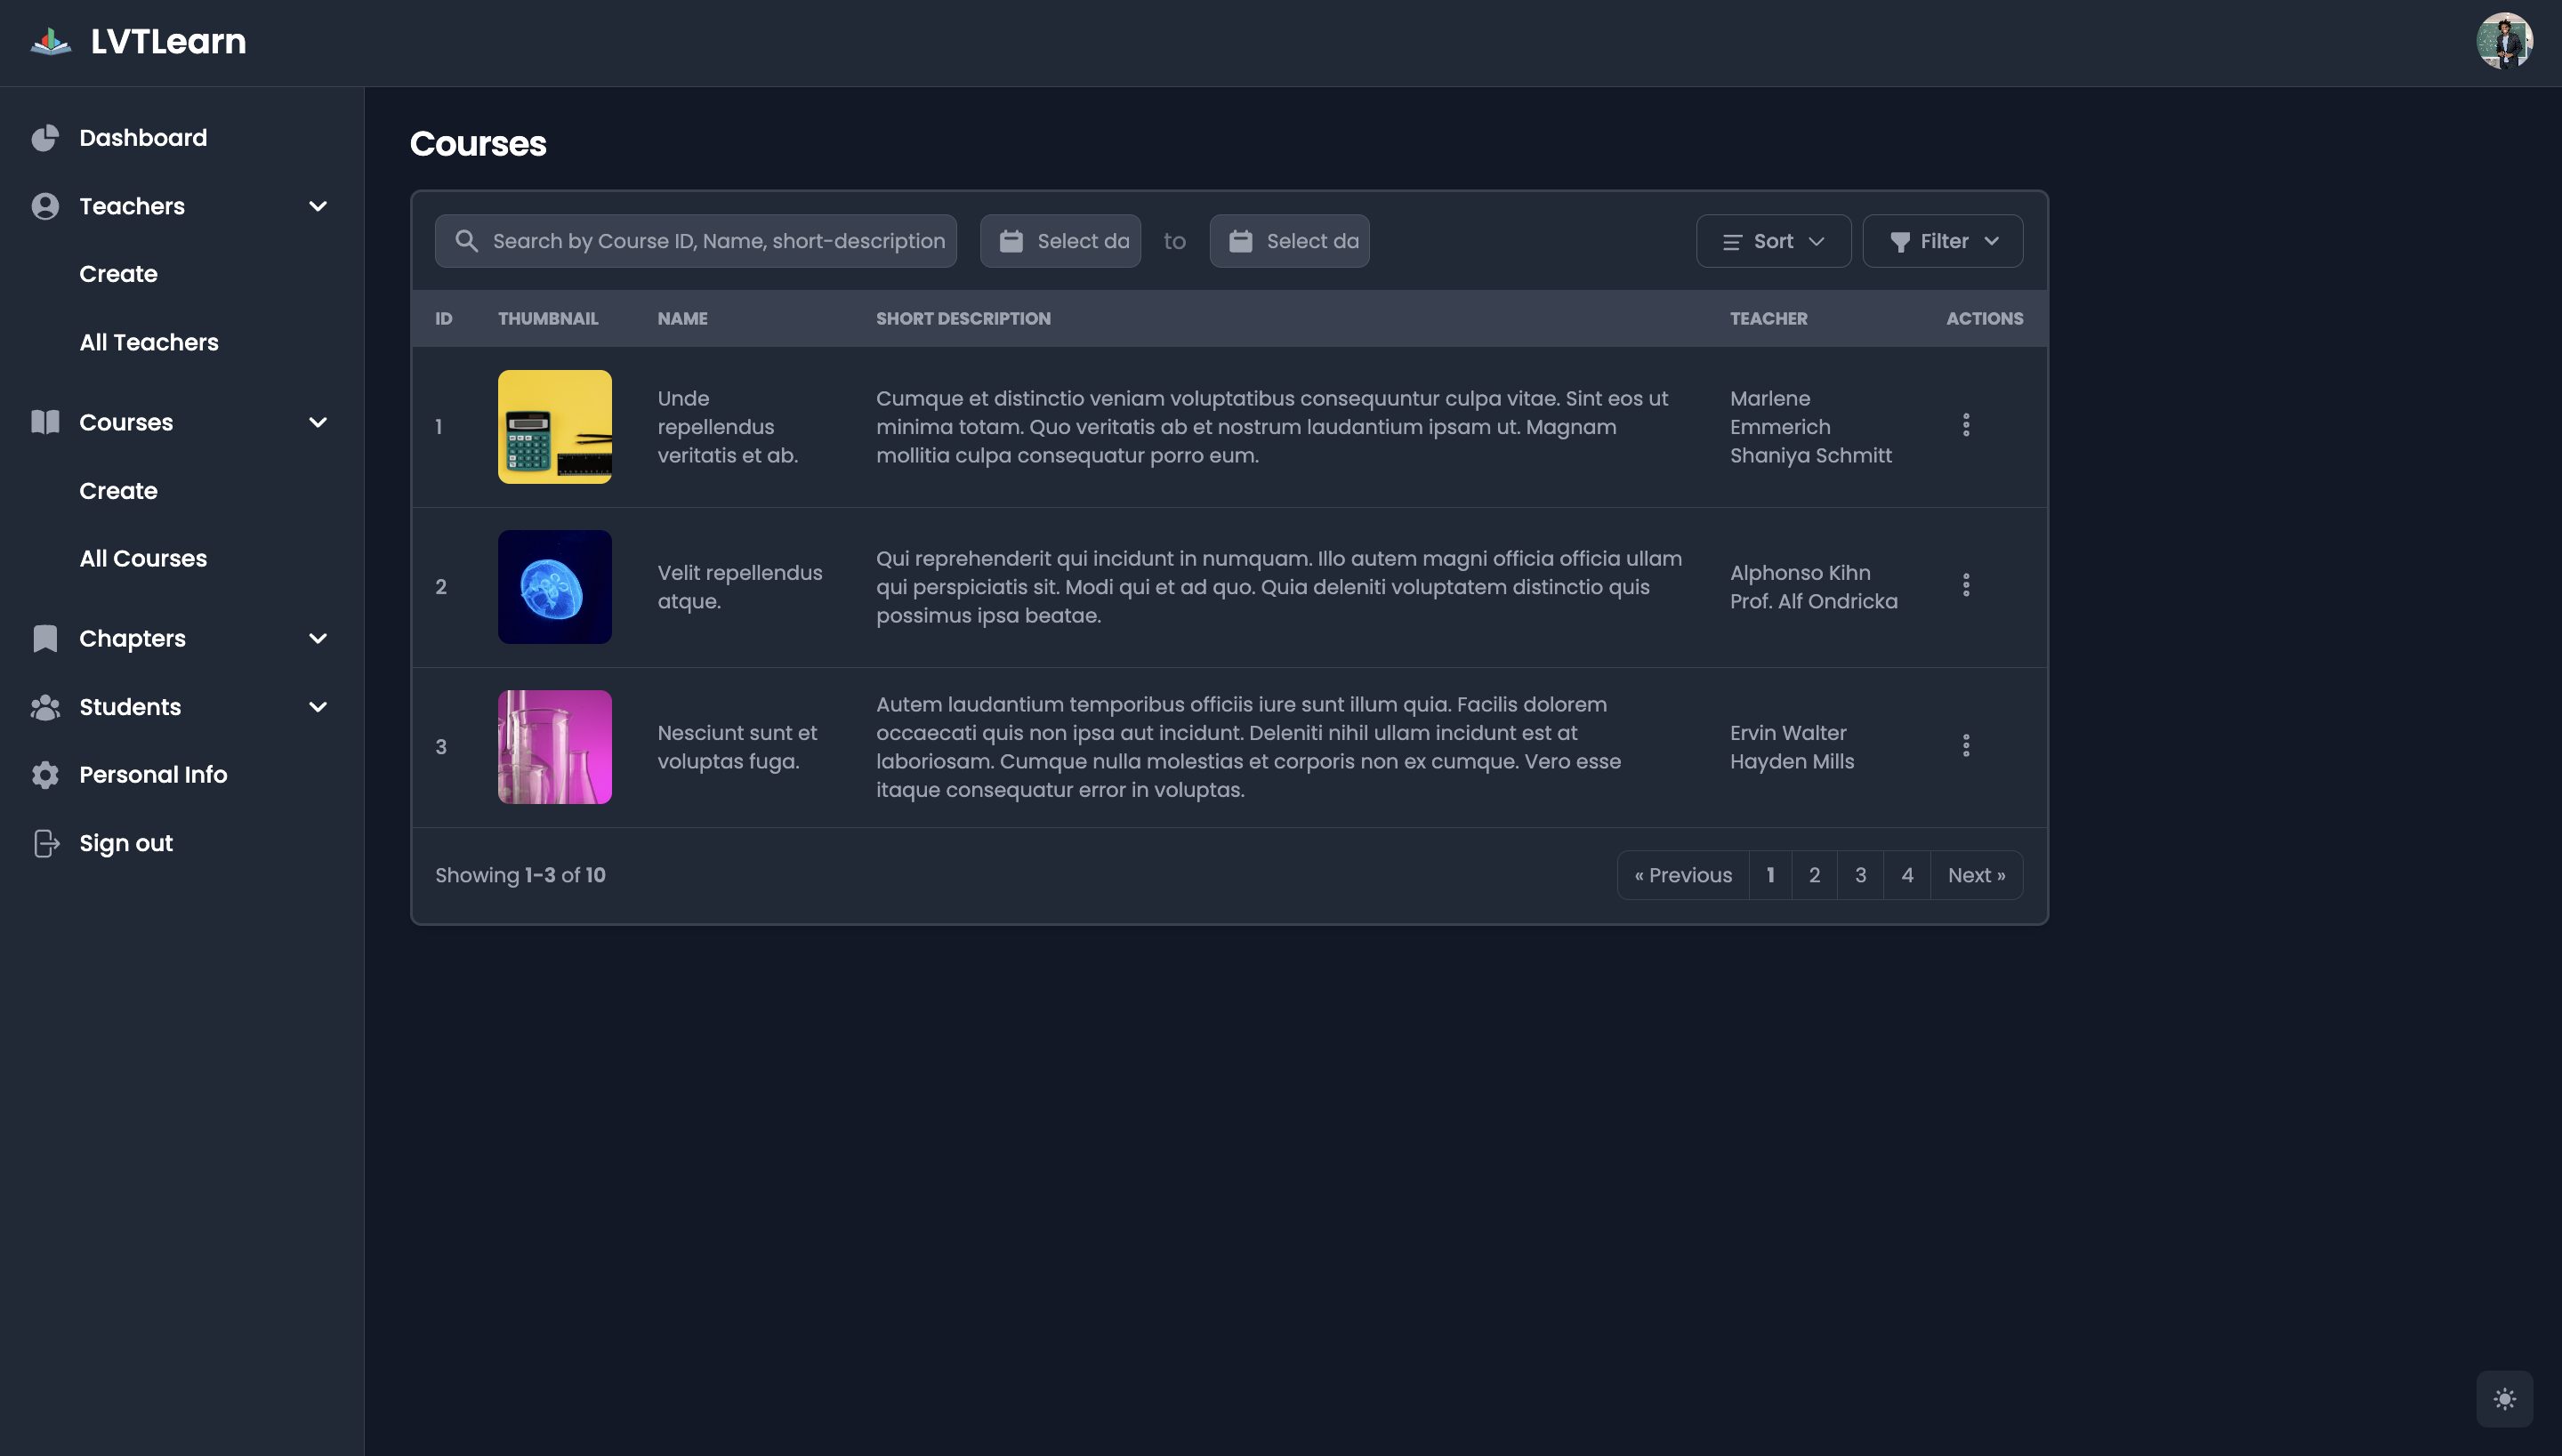 LVTLearn
Dashboard
Teachers
Create
All Teachers
Courses
Create
All Courses
Chapters
Students
Personal Info
Sign out
Courses
Search by Course ID, Name, short-description
Select da
to
Select da
Sort
Filter
ID
THUMBNAIL
NAME
SHORT DESCRIPTION
TEACHER
ACTIONS
1
Unde
repellendus
veritatis et ab.
Cumque et distinctio veniam voluptatibus consequuntur culpa vitae. Sint eos ut
minima totam. Quo veritatis ab et nostrum laudantium ipsam ut. Magnam
mollitia culpa consequatur porro eum.
Marlene
Emmerich
Shaniya Schmitt
2
Velit repellendus
atque.
Qui reprehenderit qui incidunt in numquam. Illo autem magni officia officia ullam
qui perspiciatis sit. Modi qui et ad quo. Quia deleniti voluptatem distinctio quis
possimus ipsa beatae.
Alphonso Kihn
Prof. Alf Ondricka
3
Nesciunt sunt et
voluptas fuga.
Autem laudantium temporibus officiis iure sunt illum quia. Facilis dolorem
occaecati quis non ipsa aut incidunt. Deleniti nihil ullam incidunt est at
laboriosam. Cumque nulla molestias et corporis non ex cumque. Vero esse
itaque consequatur error in voluptas.
Ervin Walter
Hayden Mills
Showing 1-3 of 10
« Previous
1
2
3
4
Next »